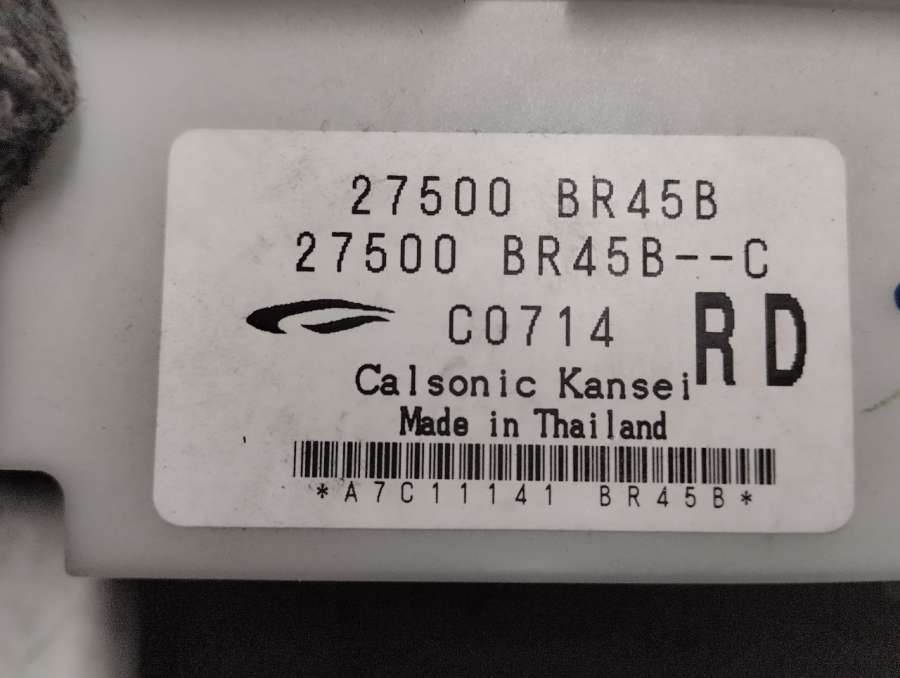 27500 BR45B
27500 BR45B--C
C0714 RD
Calsonic Kansei
Made in Thailand
*A7C11141 BR45B*